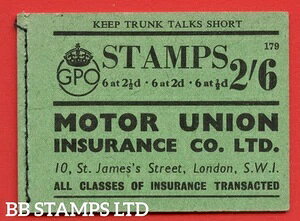 KEEP TRUNK TALKS SHORT
179
GPO
STAMPS 2/6
6 at 2½d · 6 at 2d · 6 at ½d
MOTOR UNION
INSURANCE CO. LTD.
10, St. James's Street, London, S.W.1.
ALL CLASSES OF INSURANCE TRANSACTED
BB STAMPS LTD